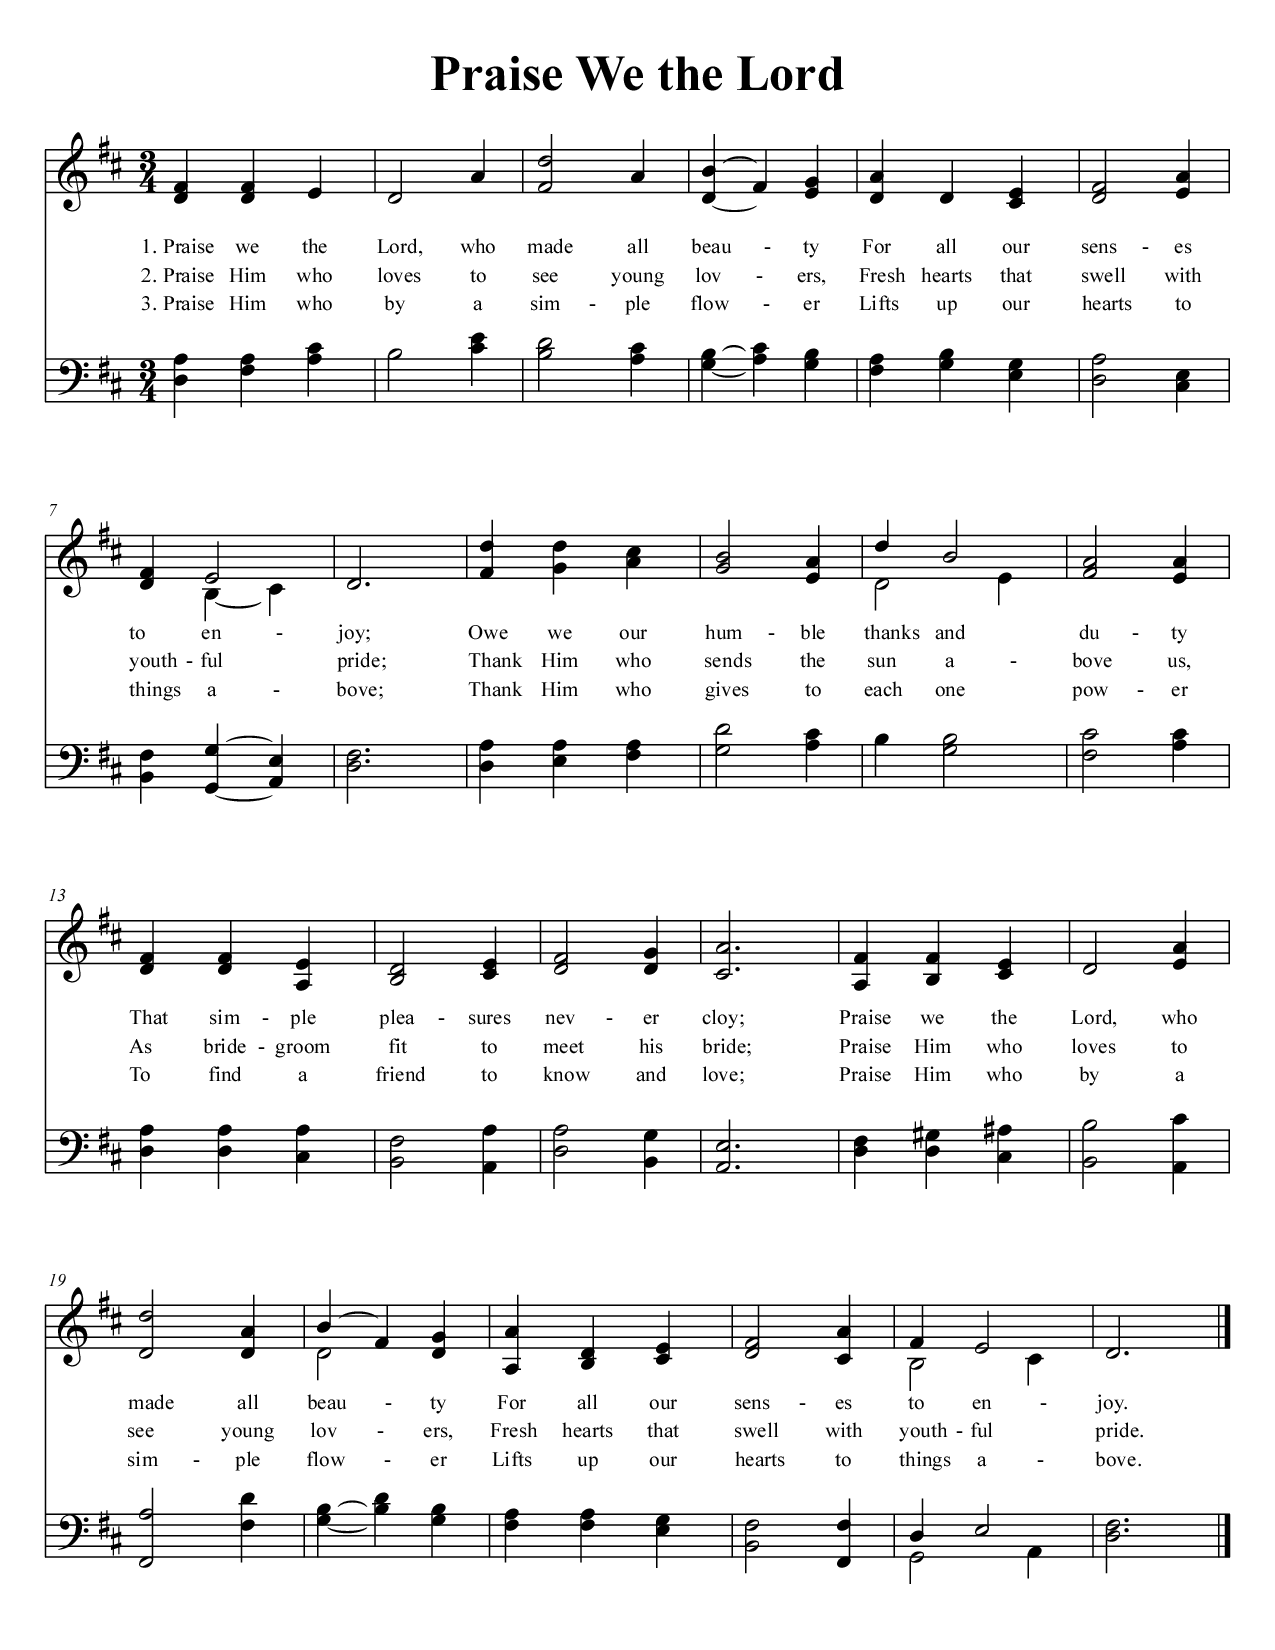 Praise We the Lord
3
4
1. Praise we the Lord, who made all beau - ty For all our sens - es
2. Praise Him who loves to see young lov - ers, Fresh hearts that swell with
3. Praise Him who by a sim - ple flow - er Lifts up our hearts to
3
4
7
to en - joy; Owe we our hum - ble thanks and du - ty
youth - ful pride; Thank Him who sends the sun a - bove us,
things a - bove; Thank Him who gives to each one pow - er
13
That sim - ple plea - sures nev - er cloy; Praise we the Lord, who
As bride - groom fit to meet his bride; Praise Him who loves to
To find a friend to know and love; Praise Him who by a
19
made all beau - ty For all our sens - es to en - joy.
see young lov - ers, Fresh hearts that swell with youth - ful pride.
sim - ple flow - er Lifts up our hearts to things a - bove.